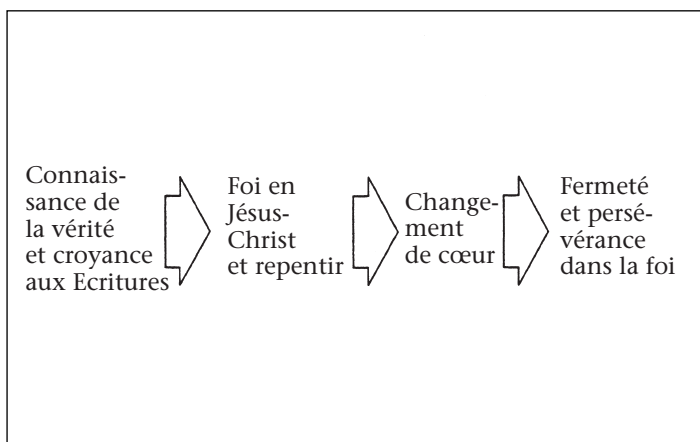 Connais-
sance de
la vérité
et croyance
aux Ecritures
Foi en
Jésus-
Christ
et repentir
Change-
ment
de cœur
Fermeté
et persé-
vérance
dans la foi